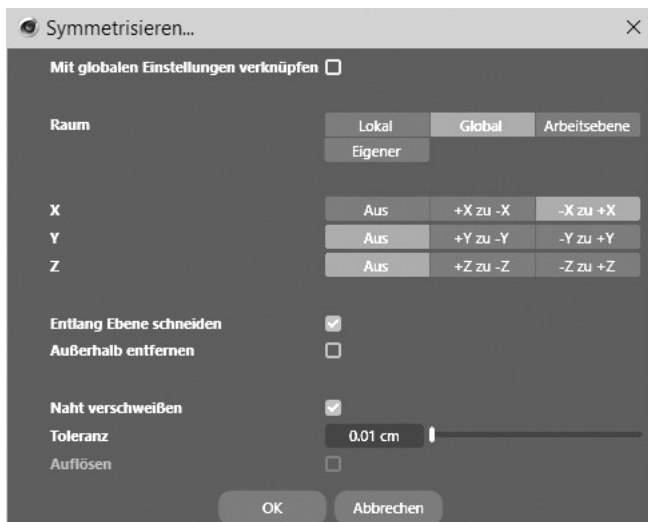 Symmetrisieren...
Mit globalen Einstellungen verknüpfen
Raum Lokal Global Arbeitsebene
Eigener
X Aus +X zu -X -X zu +X
Y Aus +Y zu -Y -Y zu +Y
Z Aus +Z zu -Z -Z zu +Z
Entlang Ebene schneiden
Außerhalb entfernen
Naht verschweißen
Toleranz 0.01 cm
Auflösen
OK Abbrechen